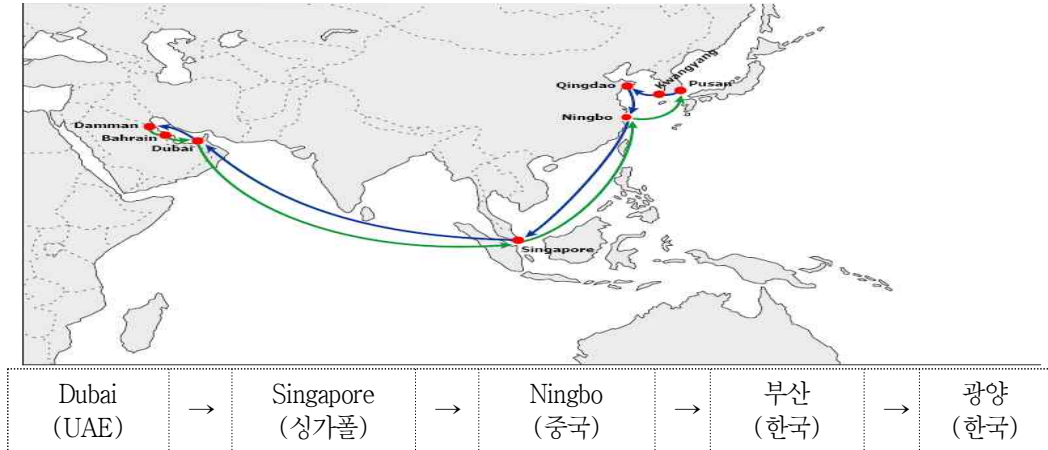 Qingdao
Kwangyang
Pusan
Ningbo
Damman
Bahrain
Dubai
Singapore
Dubai → Singapore → Ningbo → 부산 → 광양
(UAE) (싱가폴) (중국) (한국) (한국)